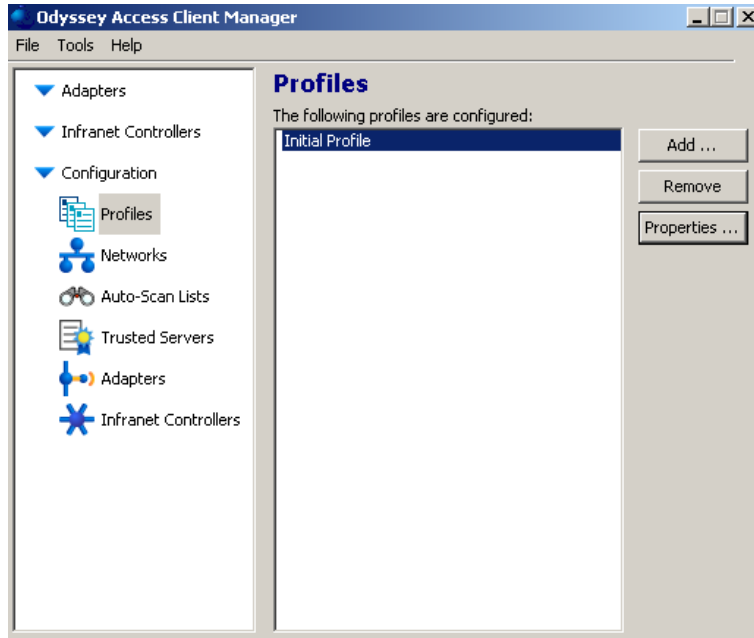 Odyssey Access Client Manager
File Tools Help
Adapters
Infranet Controllers
Configuration
Profiles
Networks
Auto-Scan Lists
Trusted Servers
Adapters
Infranet Controllers
Profiles
The following profiles are configured:
Initial Profile
Add ...
Remove
Properties ...